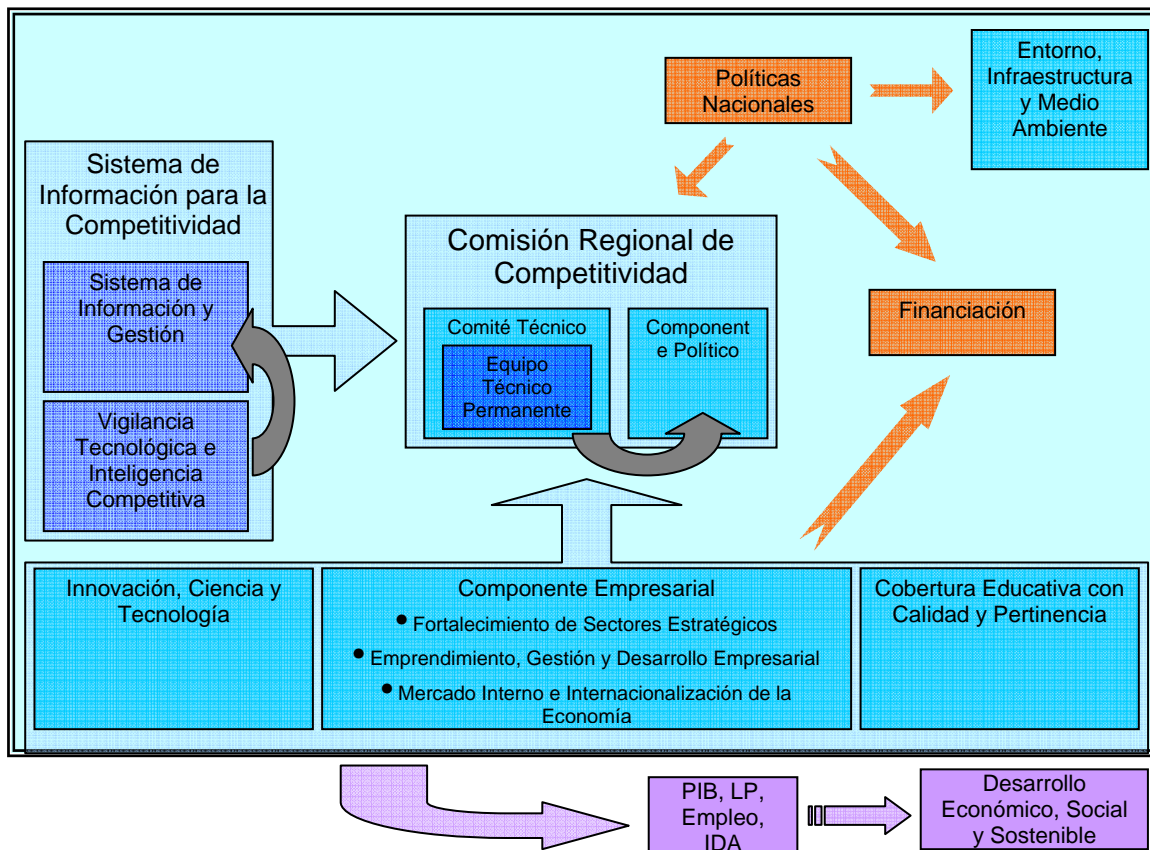 Políticas
Nacionales
Entorno,
Infraestructura
y Medio
Ambiente
Sistema de
Información para la
Competitividad
Sistema de
Información y
Gestión
Vigilancia
Tecnológica e
Inteligencia
Competitiva
Comisión Regional de
Competitividad
Comité Técnico
Equipo
Técnico
Permanente
Component
e Político
Financiación
Innovación, Ciencia y
Tecnología
Componente Empresarial
• Fortalecimiento de Sectores Estratégicos
• Emprendimiento, Gestión y Desarrollo Empresarial
• Mercado Interno e Internacionalización de la
Economía
Cobertura Educativa con
Calidad y Pertinencia
PIB, LP,
Empleo,
IDA
Desarrollo
Económico, Social
y Sostenible